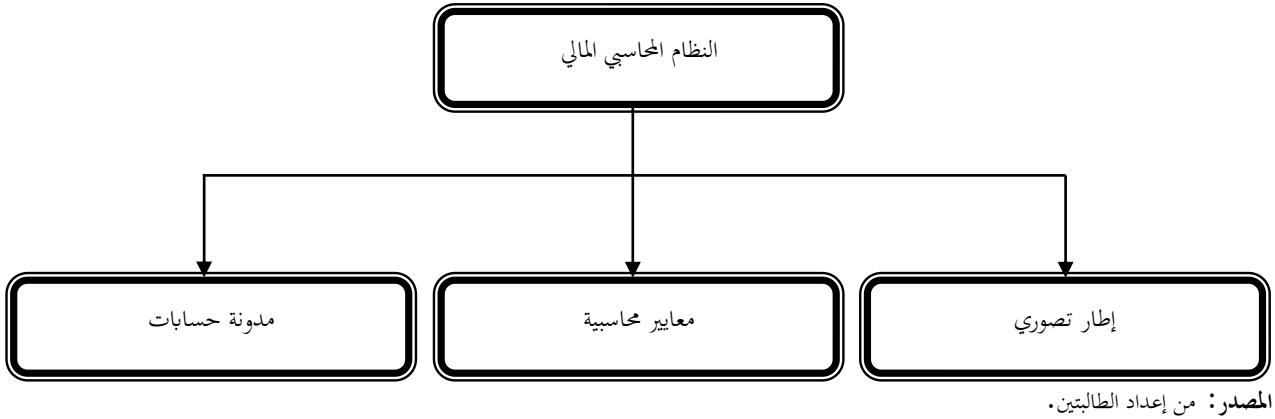 النظام المحاسبي المالي
إطار تصوري
معايير محاسبية
مدونة حسابات
المصدر: من إعداد الطالبتين.